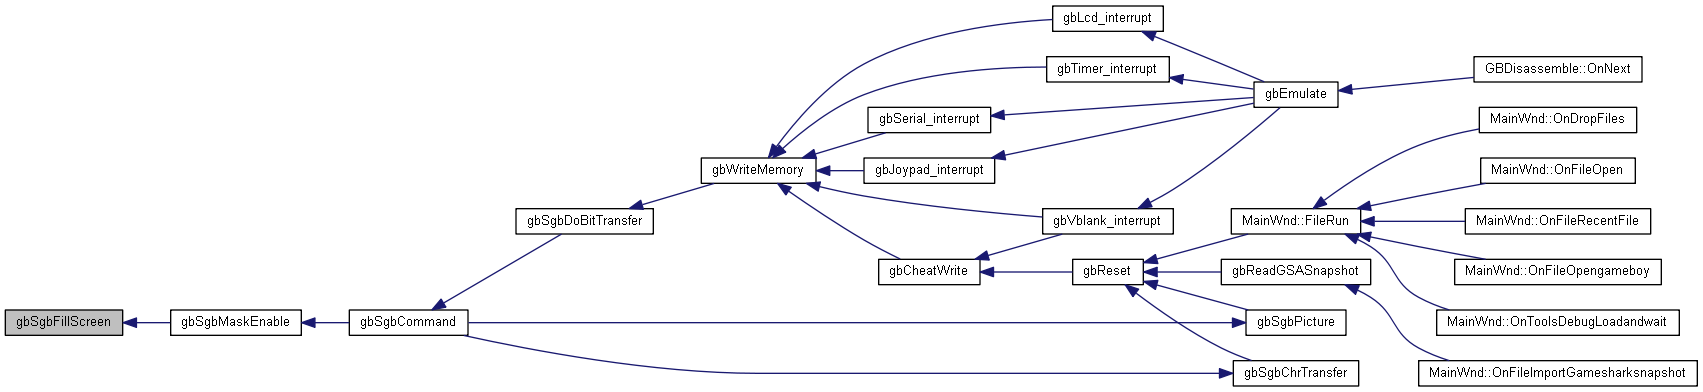 gbLcd_interrupt
gbTimer_interrupt
GBDisassemble::OnNext
gbEmulate
gbSerial_interrupt
MainWnd::OnDropFiles
gbWriteMemory
gbJoypad_interrupt
MainWnd::OnFileOpen
gbSgbDoBitTransfer
gbVblank_interrupt
MainWnd::FileRun
MainWnd::OnFileRecentFile
gbCheatWrite
gbReset
gbReadGSASnapshot
MainWnd::OnFileOpengameboy
gbSgbFillScreen
gbSgbMaskEnable
gbSgbCommand
gbSgbPicture
MainWnd::OnToolsDebugLoadandwait
gbSgbChrTransfer
MainWnd::OnFileImportGamesharksnapshot